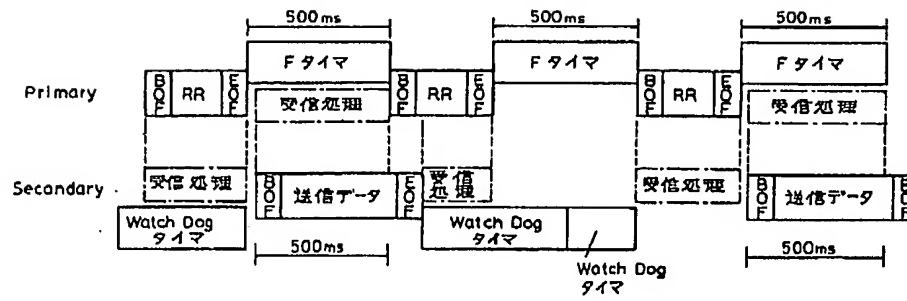 500ms 500ms 500ms
Fタイマ Fタイマ Fタイマ
Primary BOF RR EOF 受信処理 BOF RR EOF BOF RR EOF 受信処理
Secandary 受信処理 BOF 送信データ EOF 受信処理 受信処理 BOF 送信データ EOF
Watch Dog タイマ Watch Dog タイマ
500ms 500ms
Watch Dog
タイマ